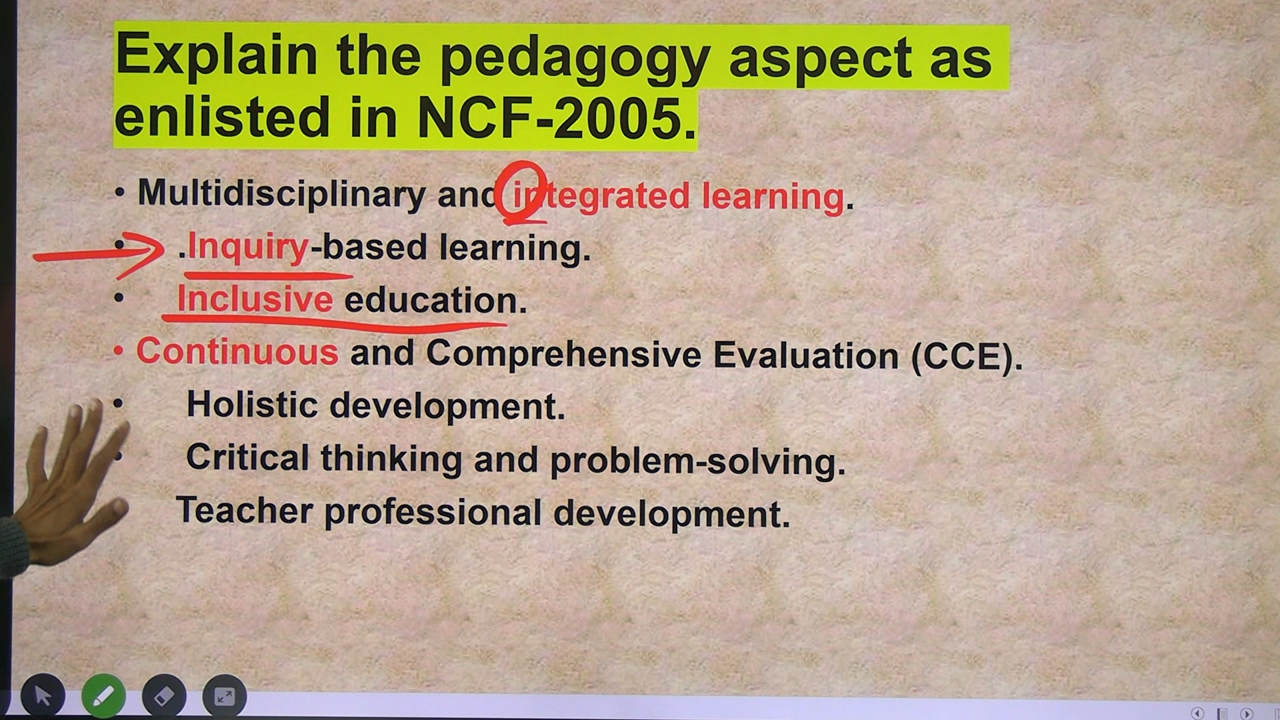 Explain the pedagogy aspect as
enlisted in NCF-2005.
• Multidisciplinary and integrated learning.
• .Inquiry-based learning.
• Inclusive education.
• Continuous and Comprehensive Evaluation (CCE).
• Holistic development.
• Critical thinking and problem-solving.
Teacher professional development.